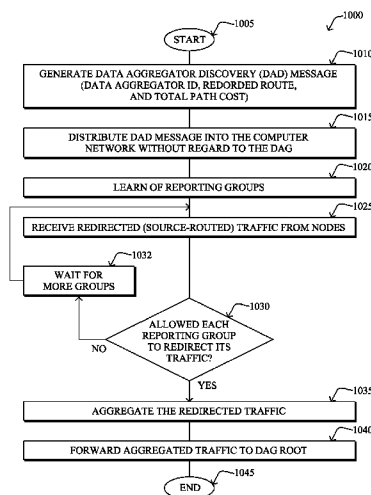 1005
1000
START
1010
GENERATE DATA AGGREGATOR DISCOVERY (DAD) MESSAGE
(DATA AGGREGATOR ID, REDORDED ROUTE,
AND TOTAL PATH COST)
1015
DISTRIBUTE DAD MESSAGE INTO THE COMPUTER
NETWORK WITHOUT REGARD TO THE DAG
1020
LEARN OF REPORTING GROUPS
1025
RECEIVE REDIRECTED (SOURCE-ROUTED) TRAFFIC FROM NODES
1032
WAIT FOR
MORE GROUPS
1030
ALLOWED EACH
REPORTING GROUP
TO REDIRECT ITS
TRAFFIC?
NO
YES
1035
AGGREGATE THE REDIRECTED TRAFFIC
1040
FORWARD AGGREGATED TRAFFIC TO DAG ROOT
1045
END